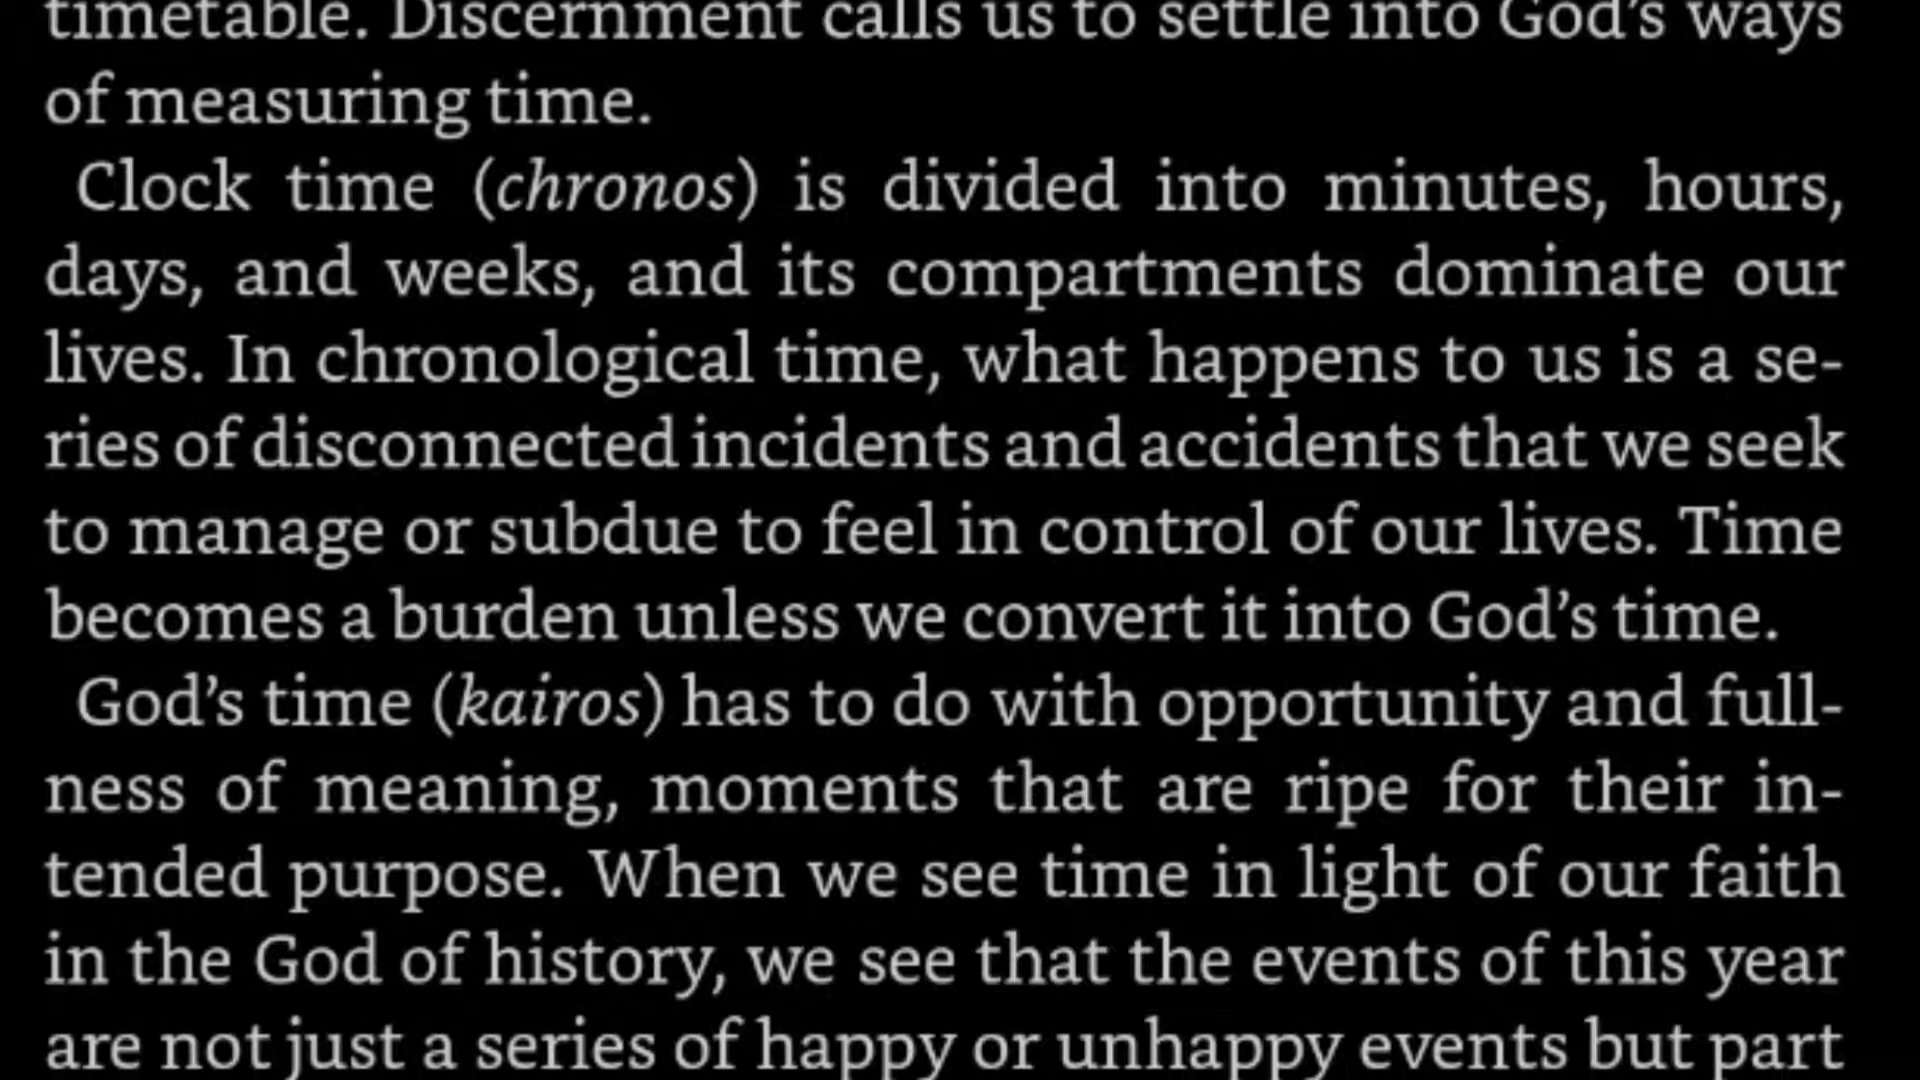 timetable. Discernment calls us to settle into God’s ways
of measuring time.
Clock time (chronos) is divided into minutes, hours,
days, and weeks, and its compartments dominate our
lives. In chronological time, what happens to us is a se-
ries of disconnected incidents and accidents that we seek
to manage or subdue to feel in control of our lives. Time
becomes a burden unless we convert it into God’s time.
God’s time (kairos) has to do with opportunity and full-
ness of meaning, moments that are ripe for their in-
tended purpose. When we see time in light of our faith
in the God of history, we see that the events of this year
are not just a series of happy or unhappy events but part